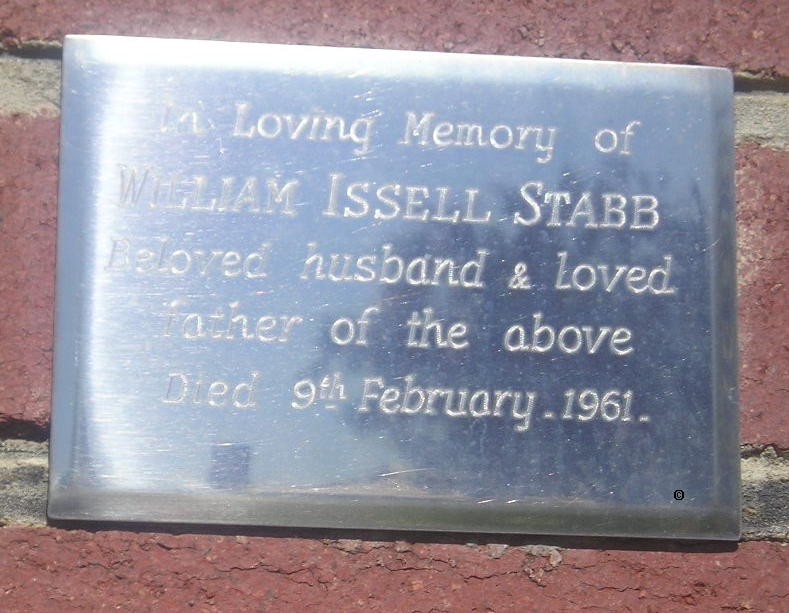 In Loving Memory of
WILLIAM ISSELL STABB
Beloved husband & loved
father of the above
Died 9th February. 1961.
©